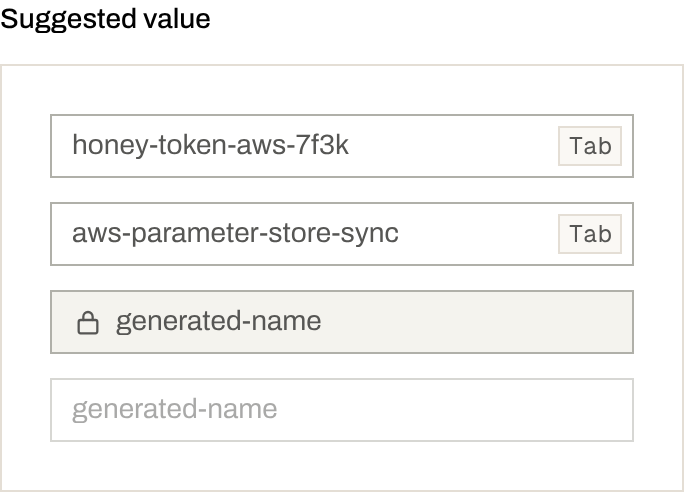 Suggested value
honey-token-aws-7f3k Tab
aws-parameter-store-sync Tab
generated-name
generated-name